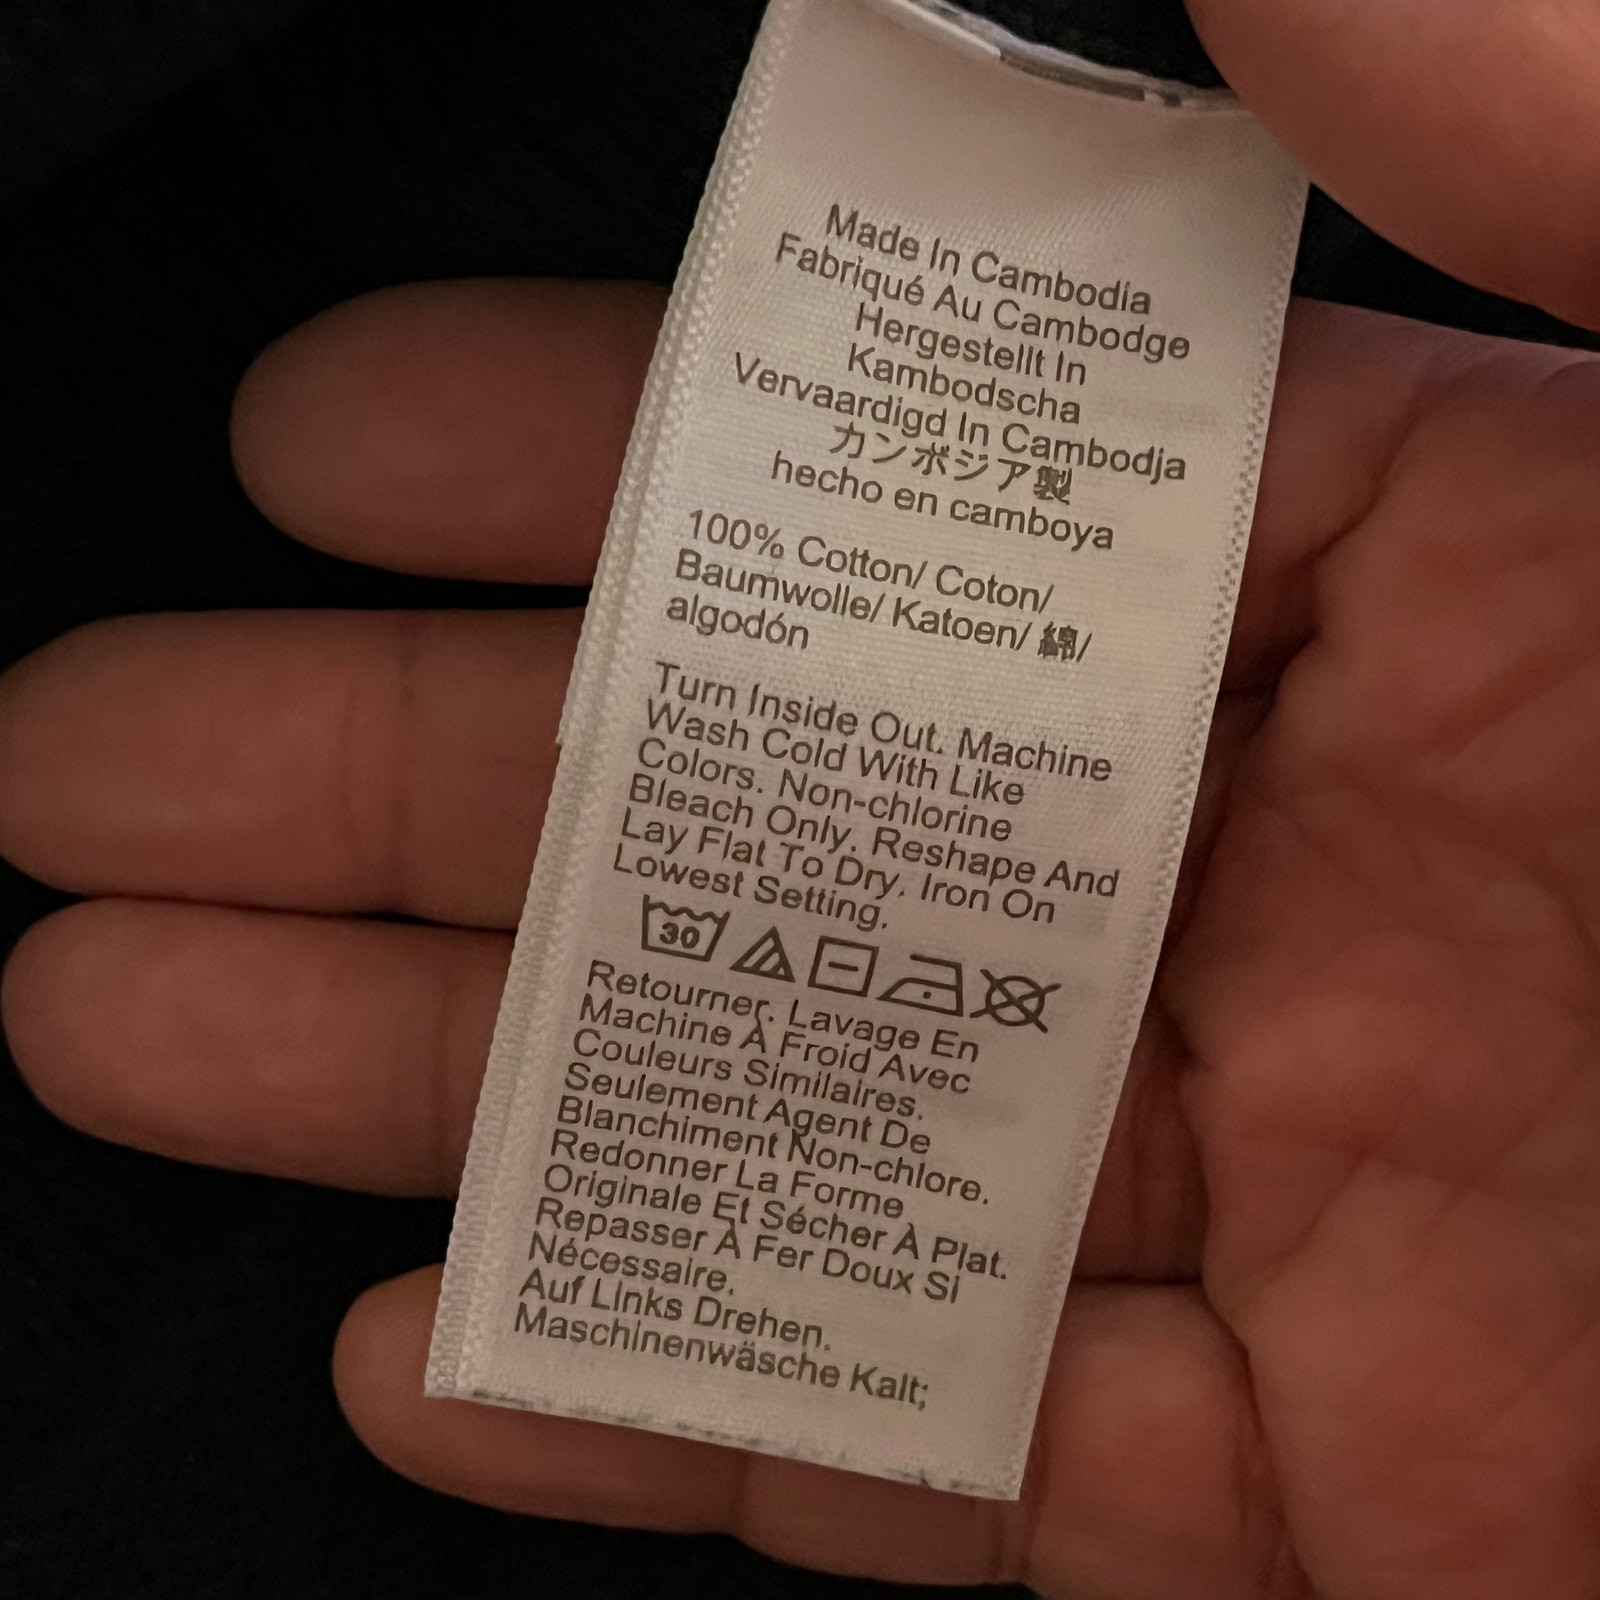 Made In Cambodia
Fabriqué Au Cambodge
Hergestellt In
Kambodscha
Vervaardigd In Cambodja
カンボジア製
hecho en camboya
100% Cotton/ Coton/
Baumwolle/ Katoen/ 綿/
algodón
Turn Inside Out. Machine
Wash Cold With Like
Colors. Non-chlorine
Bleach Only. Reshape And
Lay Flat To Dry. Iron On
Lowest Setting.
30
Retourner. Lavage En
Machine À Froid Avec
Couleurs Similaires.
Seulement Agent De
Blanchiment Non-chlore.
Redonner La Forme
Originale Et Sécher À Plat.
Repasser À Fer Doux Si
Nécessaire.
Auf Links Drehen.
Maschinenwäsche Kalt;